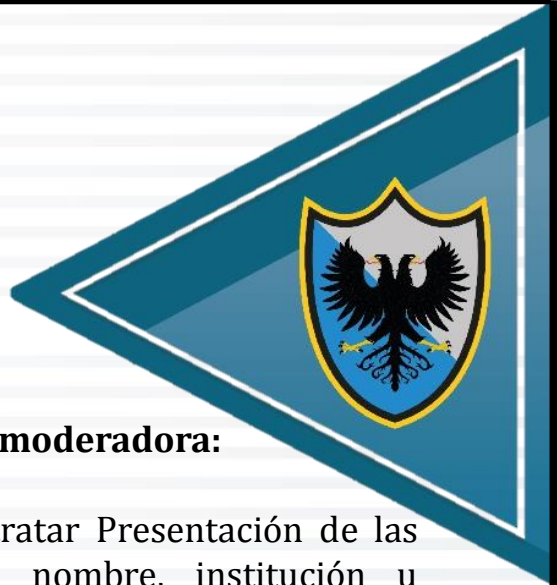 moderadora:
ratar Presentación de las
nombre, institución u